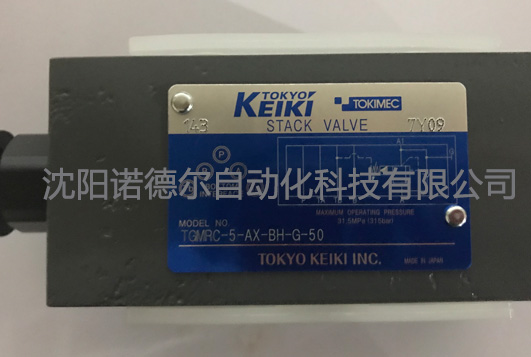 TOKYO
KEIKI
TOKIMEC
14B STACK VALVE 7Y09
P
沈阳诺德尔自动化科技有限公司
MAXIMUM OPERATING PRESSURE
31.5MPa (315bar)
MODEL NO.
TGMRC-5-AX-BH-G-50
TOKYO KEIKI INC.
MADE IN JAPAN